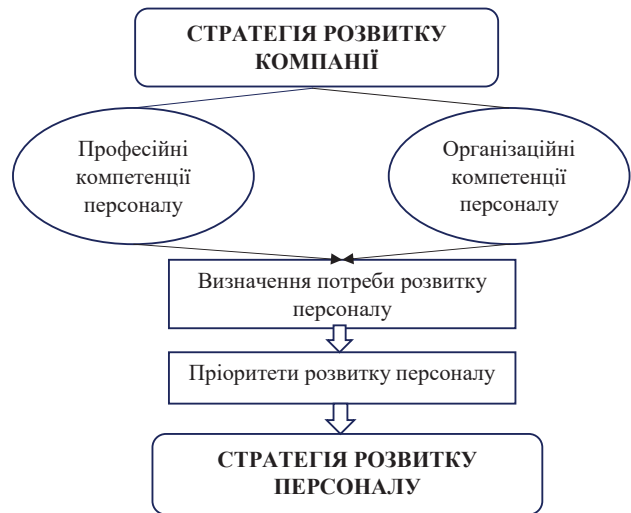 СТРАТЕГІЯ РОЗВИТКУ
КОМПАНІЇ
Професійні
компетенції
персоналу
Організаційні
компетенції
персоналу
Визначення потреби розвитку
персоналу
Пріоритети розвитку персоналу
СТРАТЕГІЯ РОЗВИТКУ
ПЕРСОНАЛУ